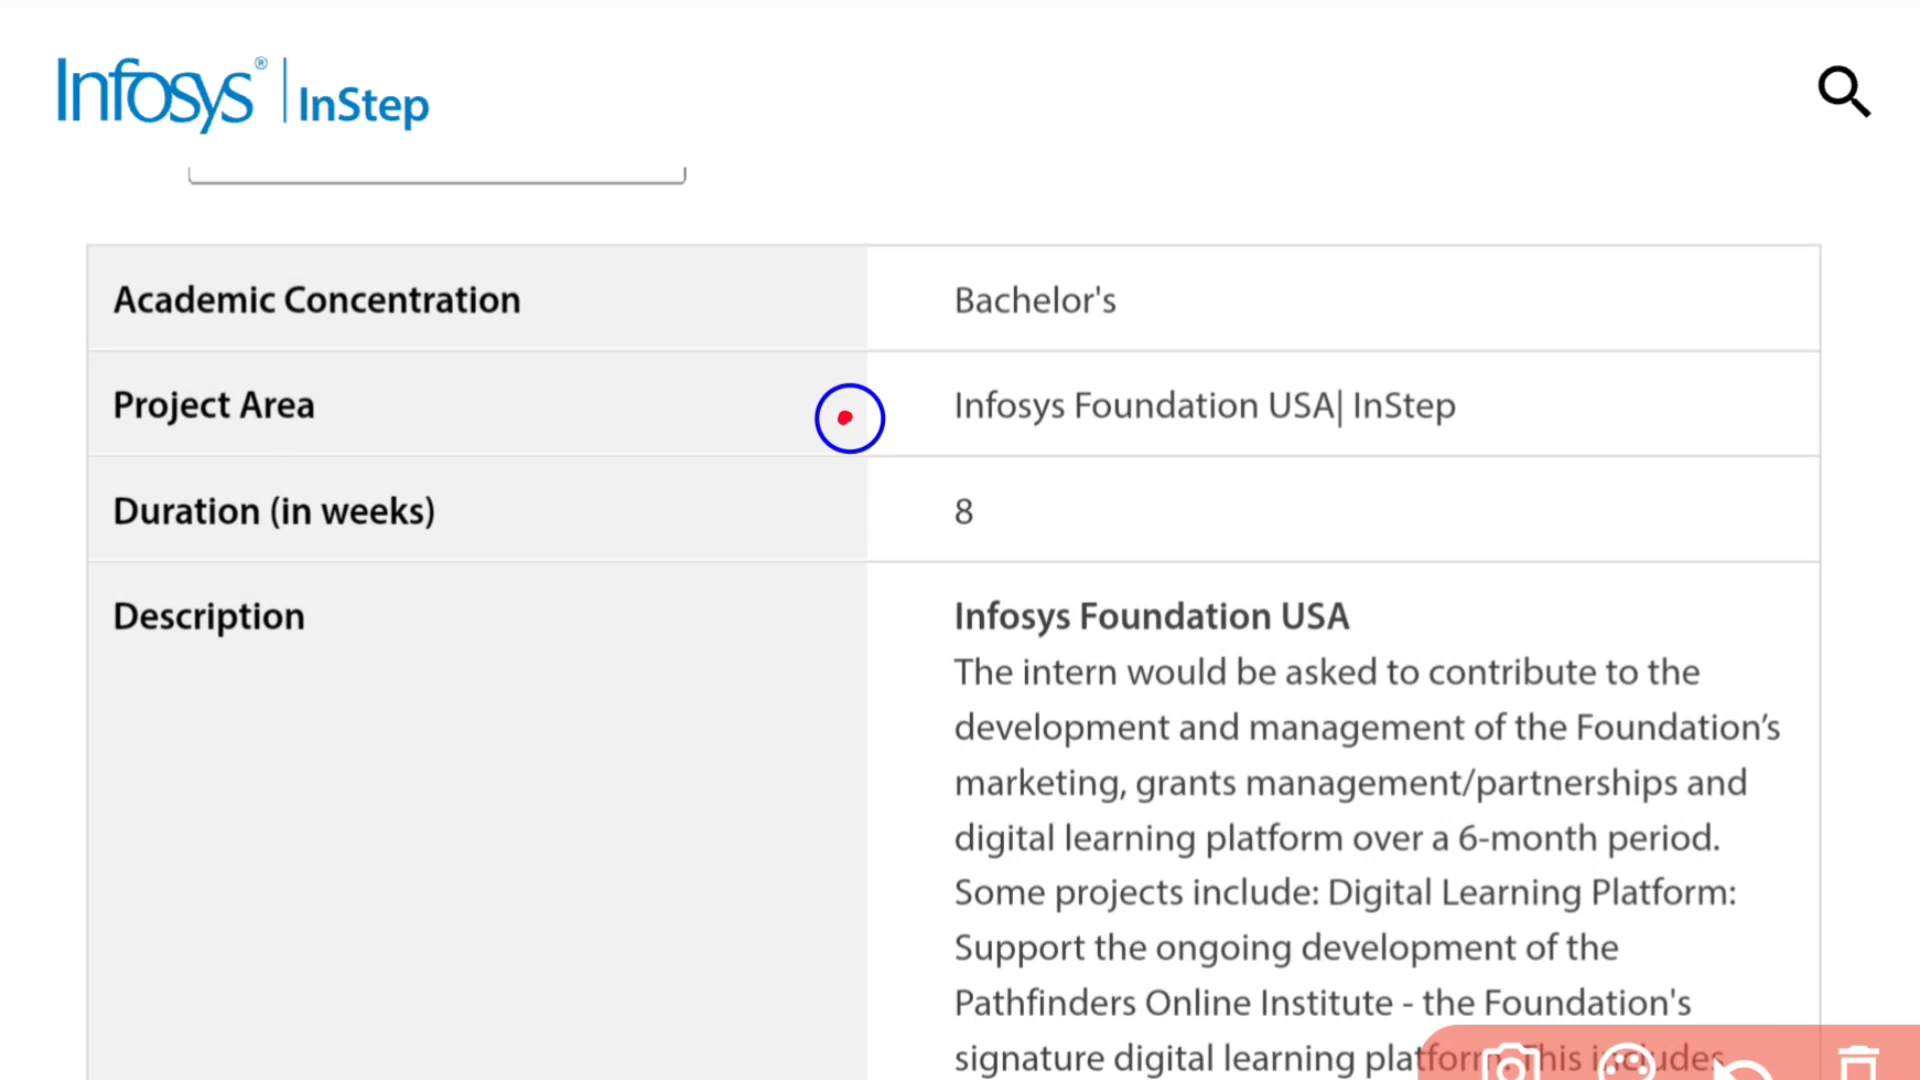 Infosys® | InStep
Academic Concentration
Bachelor's
Project Area
Infosys Foundation USA| InStep
Duration (in weeks)
8
Description
Infosys Foundation USA
The intern would be asked to contribute to the
development and management of the Foundation’s
marketing, grants management/partnerships and
digital learning platform over a 6-month period.
Some projects include: Digital Learning Platform:
Support the ongoing development of the
Pathfinders Online Institute - the Foundation's
signature digital learning platform. This includes